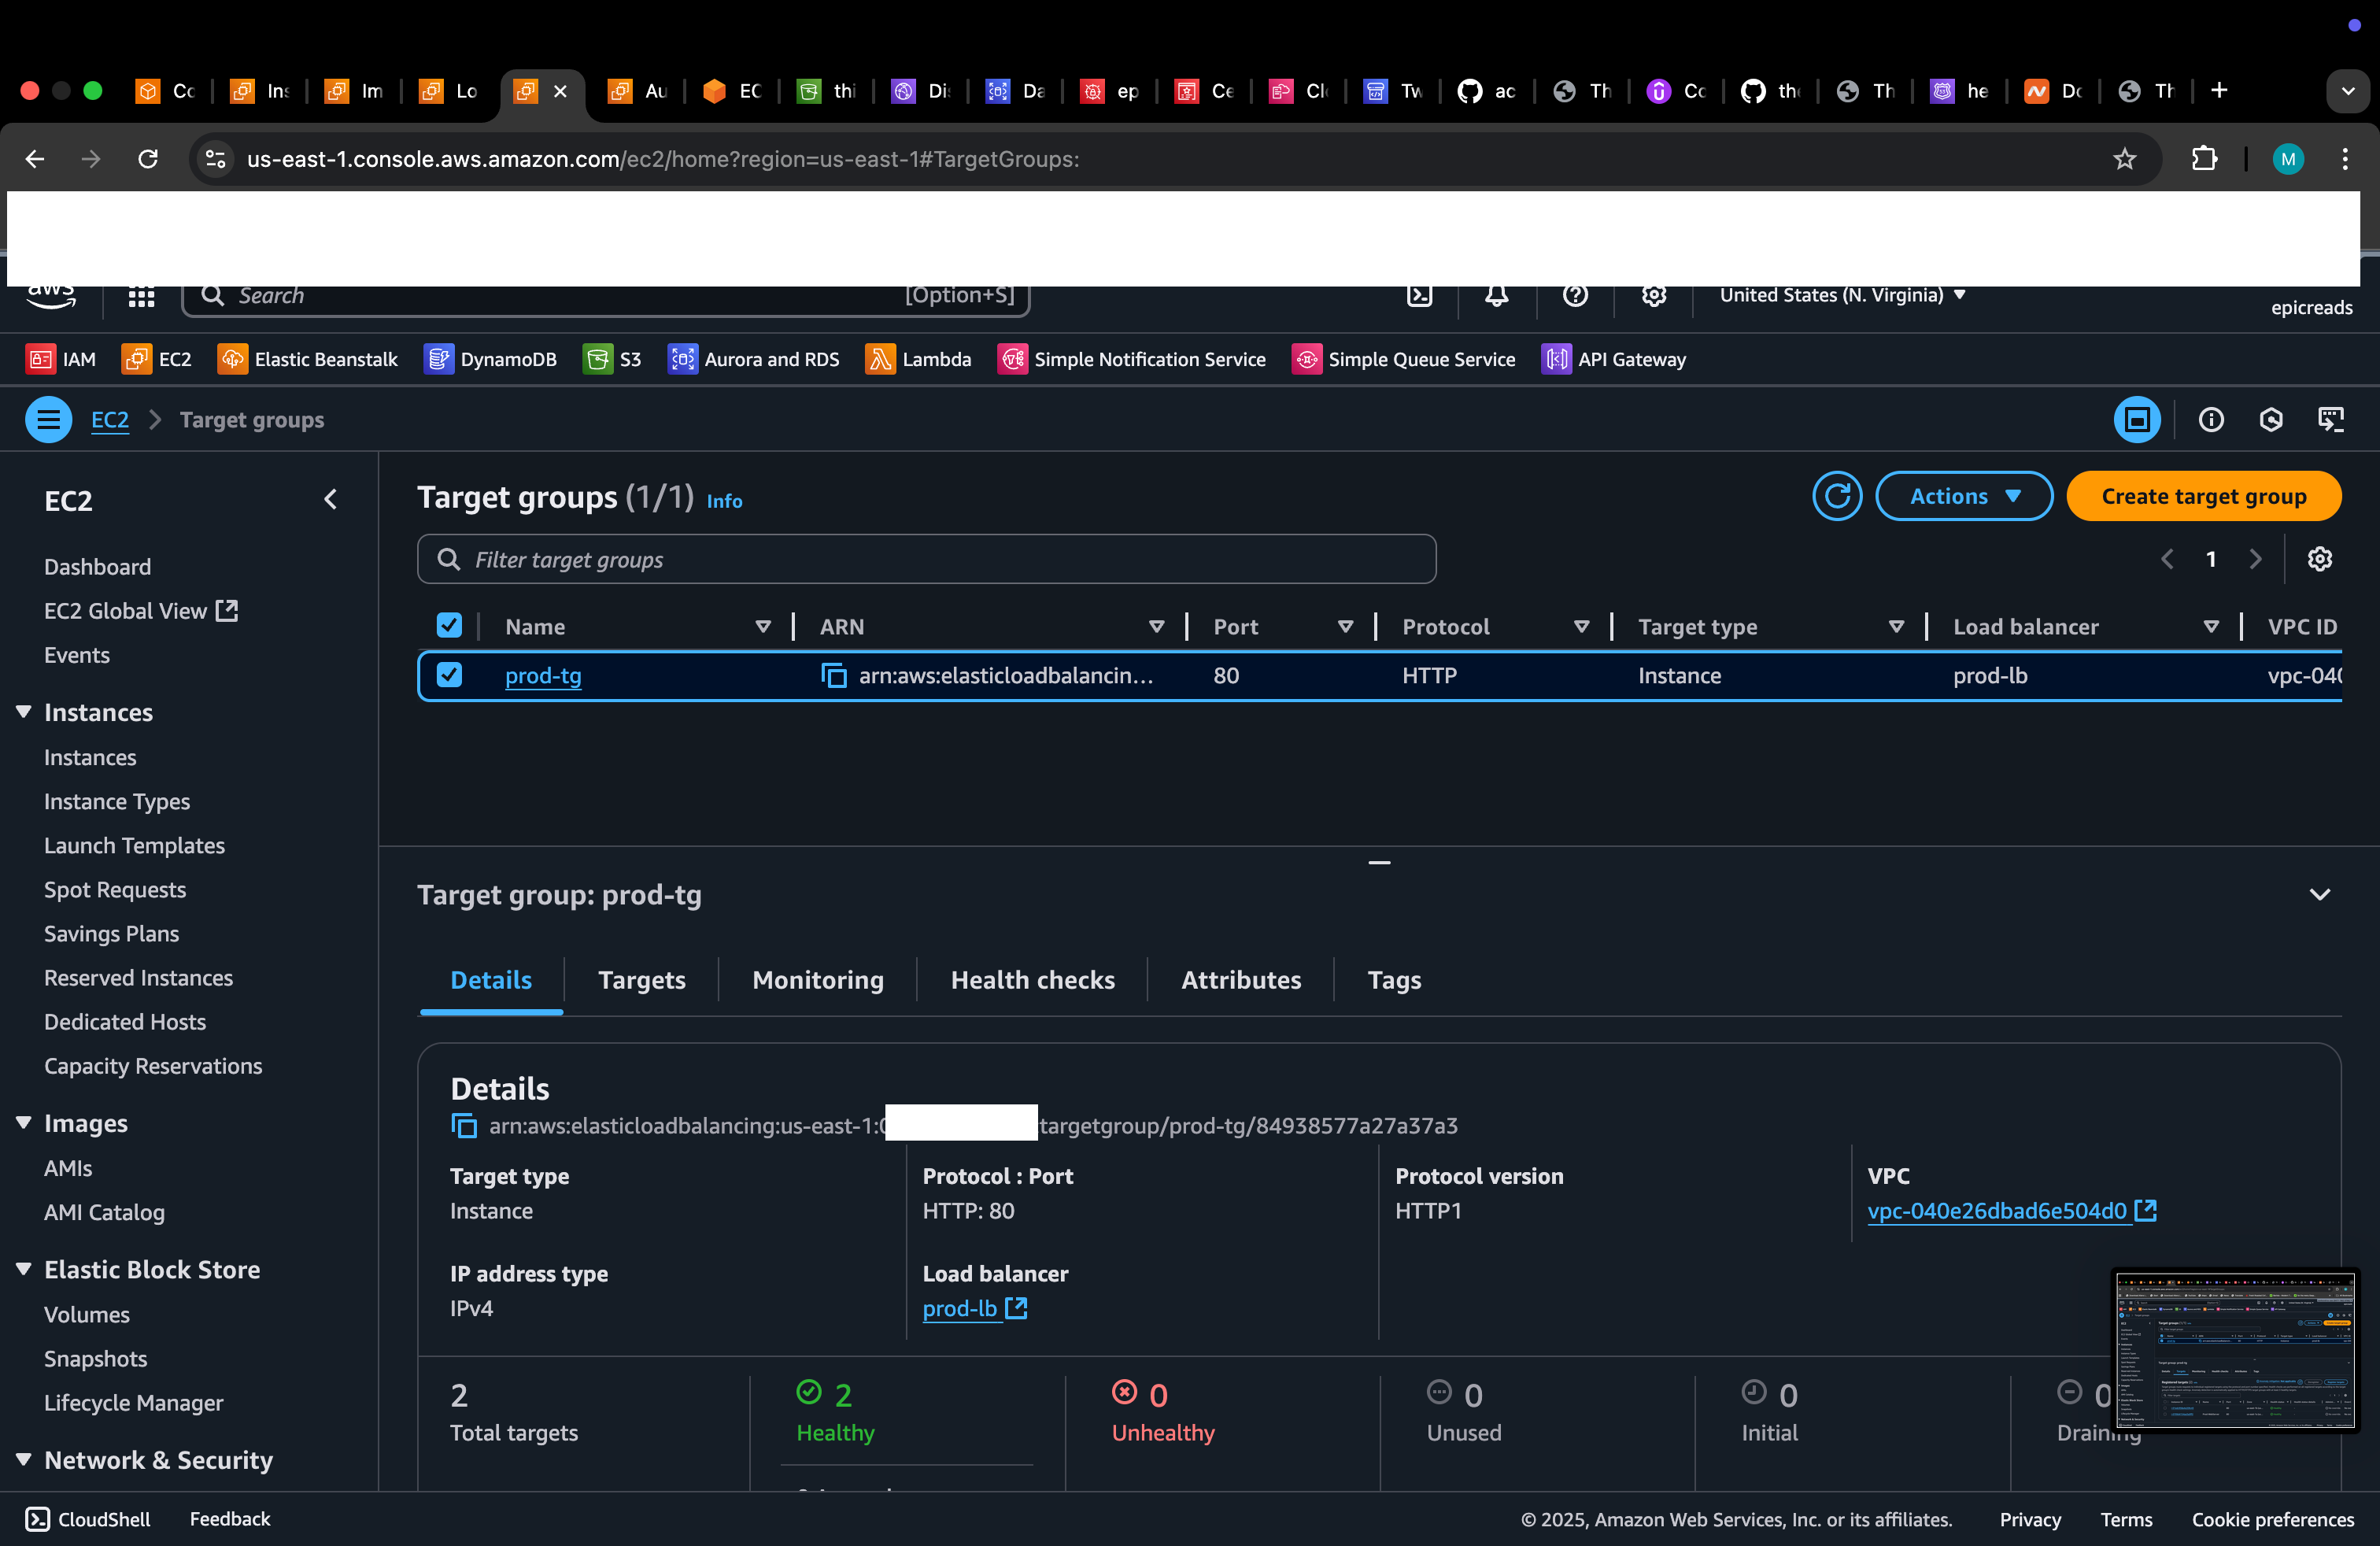 Co
Ins
Im
Lo
Au
EC
thi
Dis
Da
ep
Ce
Clo
Tw
ac
Th
Co
the
Th
he
Do
Th
us-east-1.console.aws.amazon.com/ec2/home?region=us-east-1#TargetGroups:
M
aws
Search
[Option+S]
United States (N. Virginia)
epicreads
IAM
EC2
Elastic Beanstalk
DynamoDB
S3
Aurora and RDS
Lambda
Simple Notification Service
Simple Queue Service
API Gateway
EC2
Target groups
EC2
Dashboard
EC2 Global View
Events
Instances
Instances
Instance Types
Launch Templates
Spot Requests
Savings Plans
Reserved Instances
Dedicated Hosts
Capacity Reservations
Images
AMIs
AMI Catalog
Elastic Block Store
Volumes
Snapshots
Lifecycle Manager
Network & Security
Target groups (1/1) Info
Actions
Create target group
Filter target groups
1
Name ARN Port Protocol Target type Load balancer VPC ID
prod-tg arn:aws:elasticloadbalancin... 80 HTTP Instance prod-lb vpc-040
Target group: prod-tg
Details Targets Monitoring Health checks Attributes Tags
Details
arn:aws:elasticloadbalancing:us-east-1: targetgroup/prod-tg/84938577a27a37a3
Target type
Instance
Protocol : Port
HTTP: 80
Protocol version
HTTP1
VPC
vpc-040e26dbad6e504d0
IP address type
IPv4
Load balancer
prod-lb
2
Total targets
2
Healthy
0
Unhealthy
0
Unused
0
Initial
0
Draining
CloudShell
Feedback
© 2025, Amazon Web Services, Inc. or its affiliates.
Privacy
Terms
Cookie preferences